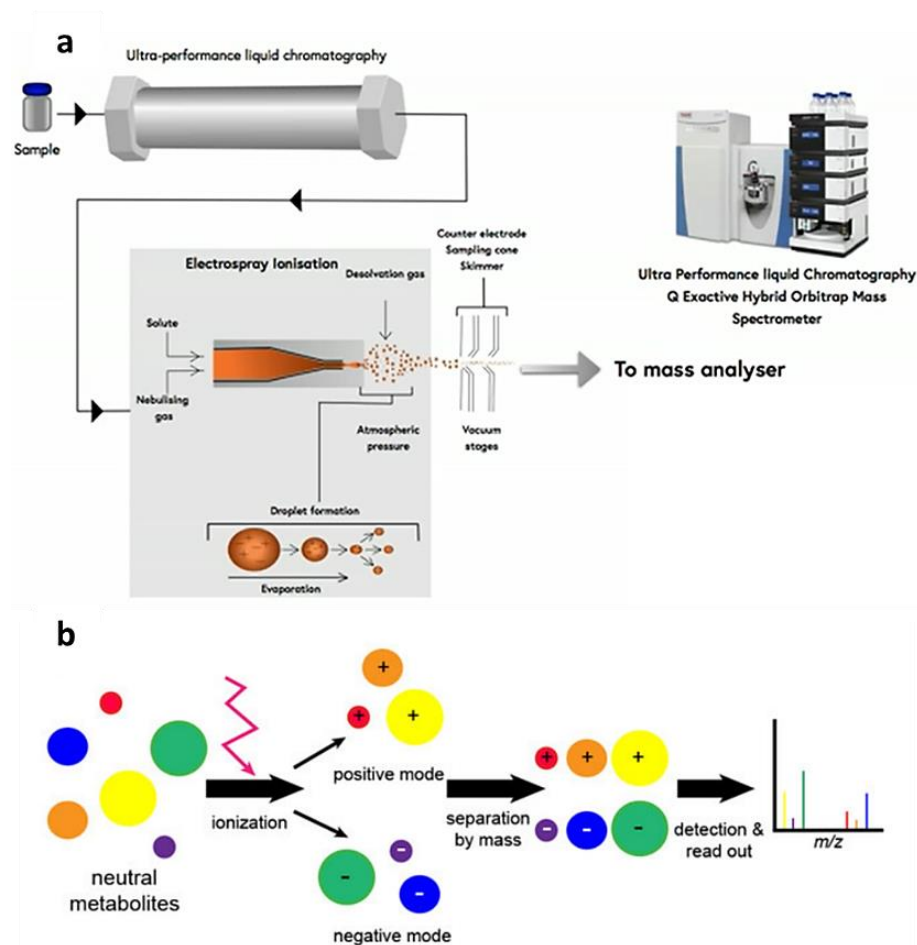 a
Ultra-performance liquid chromatography
Sample
Counter electrode
Sampling cone
Skimmer
Ultra Performance liquid Chromatography
Q Exactive Hybrid Orbitrap Mass
Spectrometer
Electrospray Ionisation
Desolvation gas
Solute
Nebulising
gas
To mass analyser
Atmospheric
pressure
Vacuum
stages
Droplet formation
Evaporation
b
+
+
+
positive mode
ionization
neutral
metabolites
-
-
-
negative mode
separation
by mass
+
+
+
-
-
-
detection &
read out
m/z